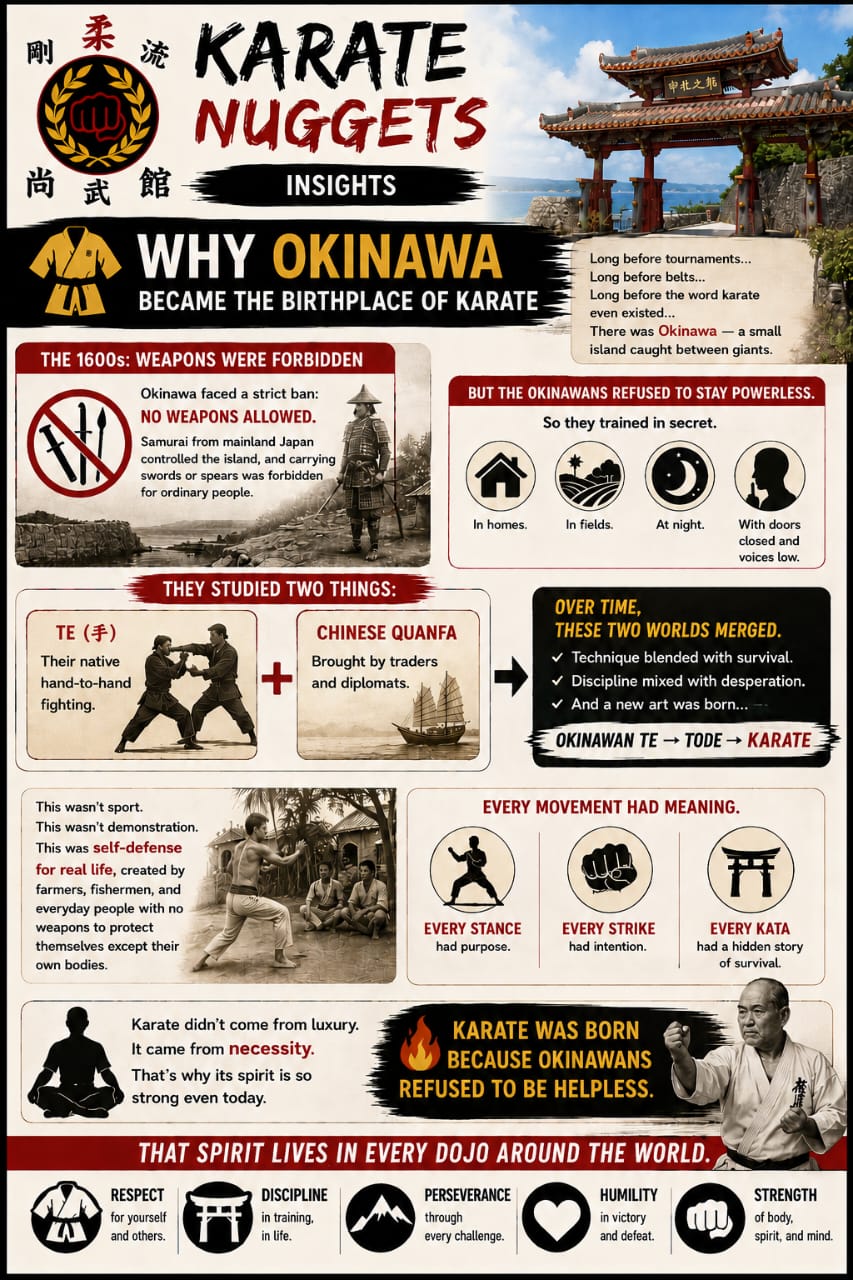 剛 柔 流
尚 武 館
KARATE
NUGGETS
INSIGHTS
WHY OKINAWA
BECAME THE BIRTHPLACE OF KARATE
Long before tournaments...
Long before belts...
Long before the word karate
even existed...
There was Okinawa — a small
island caught between giants.
THE 1600s: WEAPONS WERE FORBIDDEN
Okinawa faced a strict ban:
NO WEAPONS ALLOWED.
Samurai from mainland Japan
controlled the island, and carrying
swords or spears was forbidden
for ordinary people.
BUT THE OKINAWANS REFUSED TO STAY POWERLESS.
So they trained in secret.
In homes.
In fields.
At night.
With doors
closed and
voices low.
THEY STUDIED TWO THINGS:
TE (手)
Their native
hand-to-hand
fighting.
+
CHINESE QUANFA
Brought by traders
and diplomats.
OVER TIME,
THESE TWO WORLDS MERGED.
✓ Technique blended with survival.
✓ Discipline mixed with desperation.
✓ And a new art was born...
OKINAWAN TE → TODE → KARATE
This wasn't sport.
This wasn't demonstration.
This was self-defense
for real life, created by
farmers, fishermen, and
everyday people with no
weapons to protect
themselves except their
own bodies.
EVERY MOVEMENT HAD MEANING.
EVERY STANCE
had purpose.
EVERY STRIKE
had intention.
EVERY KATA
had a hidden story
of survival.
Karate didn't come from luxury.
It came from necessity.
That's why its spirit is so
strong even today.
KARATE WAS BORN
BECAUSE OKINAWANS
REFUSED TO BE HELPLESS.
THAT SPIRIT LIVES IN EVERY DOJO AROUND THE WORLD.
RESPECT
for yourself
and others.
DISCIPLINE
in training,
in life.
PERSEVERANCE
through
every challenge.
HUMILITY
in victory
and defeat.
STRENGTH
of body,
spirit, and mind.